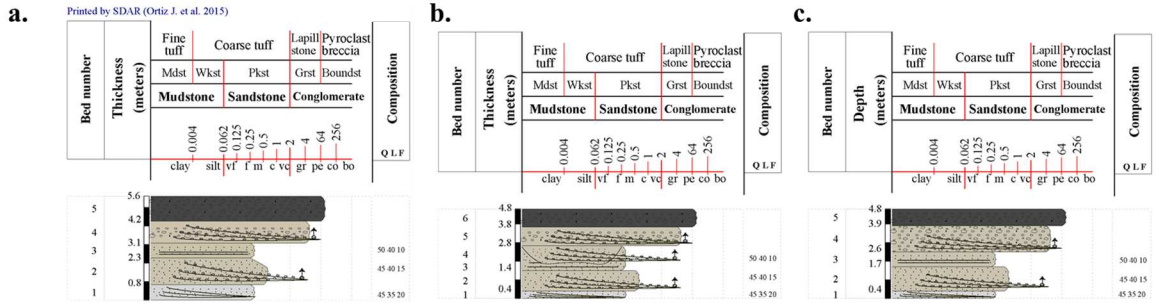 a.
Printed by SDAR (Ortiz J. et al. 2015)
Bed number
Thickness
(meters)
Fine
tuff
Coarse tuff
Lapill
stone
Pyroclast
breccia
Mdst
Wkst
Pkst
Grst
Boundst
Mudstone
Sandstone
Conglomerate
Composition
0.004
0.062
0.125
0.25
0.5
1
2
4
64
256
clay
silt
vf
f
m
c
vc
gr
pe
co
bo
Q L F
5.6
5
4.2
4
3.1
3
2.3
50 40 10
2
45 40 15
0.8
1
45 35 20
b.
Bed number
Thickness
(meters)
Fine
tuff
Coarse tuff
Lapill
stone
Pyroclast
breccia
Mdst
Wkst
Pkst
Grst
Boundst
Mudstone
Sandstone
Conglomerate
Composition
0.004
0.062
0.125
0.25
0.5
1
2
4
64
256
clay
silt
vf
f
m
c
vc
gr
pe
co
bo
Q L F
4.8
6
3.8
5
2.8
4
50 40 10
3
1.4
2
45 40 15
0.4
1
45 35 20
c.
Bed number
Depth
(meters)
Fine
tuff
Coarse tuff
Lapill
stone
Pyroclast
breccia
Mdst
Wkst
Pkst
Grst
Boundst
Mudstone
Sandstone
Conglomerate
Composition
0.004
0.062
0.125
0.25
0.5
1
2
4
64
256
clay
silt
vf
f
m
c
vc
gr
pe
co
bo
Q L F
4.8
5
3.9
4
2.6
3
1.7
50 40 10
2
45 40 15
0.4
1
45 35 20